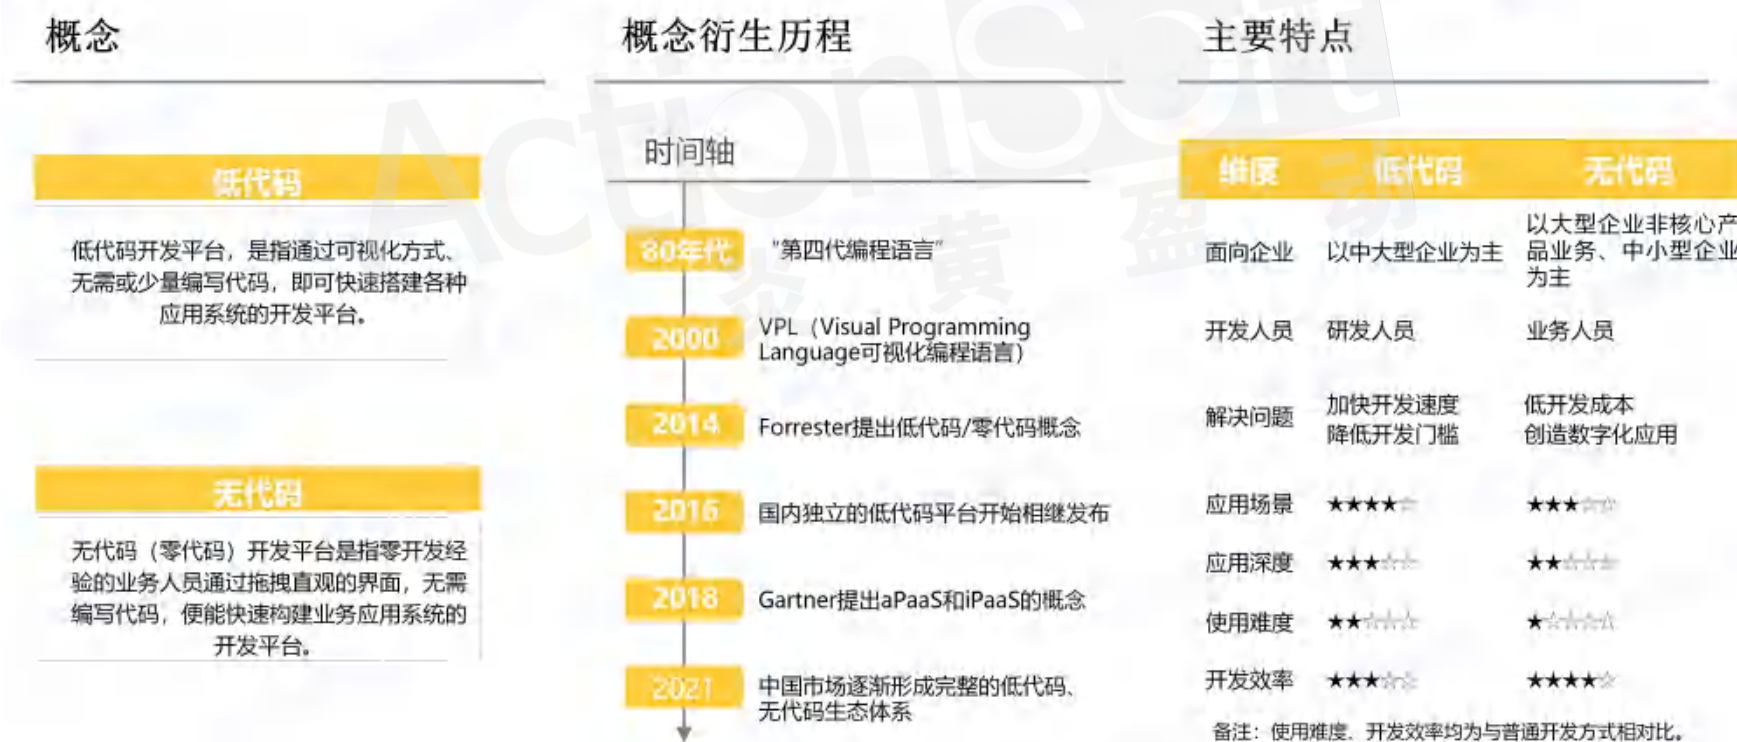 概念
低代码
低代码开发平台，是指通过可视化方式、
无需或少量编写代码，即可快速搭建各种
应用系统的开发平台。
无代码
无代码（零代码）开发平台是指零开发经
验的业务人员通过拖拽直观的界面，无需
编写代码，便能快速构建业务应用系统的
开发平台。
概念衍生历程
时间轴
80年代 “第四代编程语言”
2000 VPL（Visual Programming
Language可视化编程语言）
2014 Forrester提出低代码/零代码概念
2016 国内独立的低代码平台开始相继发布
2018 Gartner提出aPaaS和iPaaS的概念
2021 中国市场逐渐形成完整的低代码、
无代码生态体系
主要特点
维度 低代码 无代码
面向企业 以中大型企业为主 以大型企业非核心产
品业务、中小型企业
为主
开发人员 研发人员 业务人员
解决问题 加快开发速度 低开发成本
降低开发门槛 创造数字化应用
应用场景 ★★★★☆ ★★★☆☆
应用深度 ★★★☆☆ ★★☆☆☆
使用难度 ★★☆☆☆ ★☆☆☆☆
开发效率 ★★★☆☆ ★★★★☆
备注：使用难度、开发效率均为与普通开发方式相对比。
ActionSoft
炎黄盈动